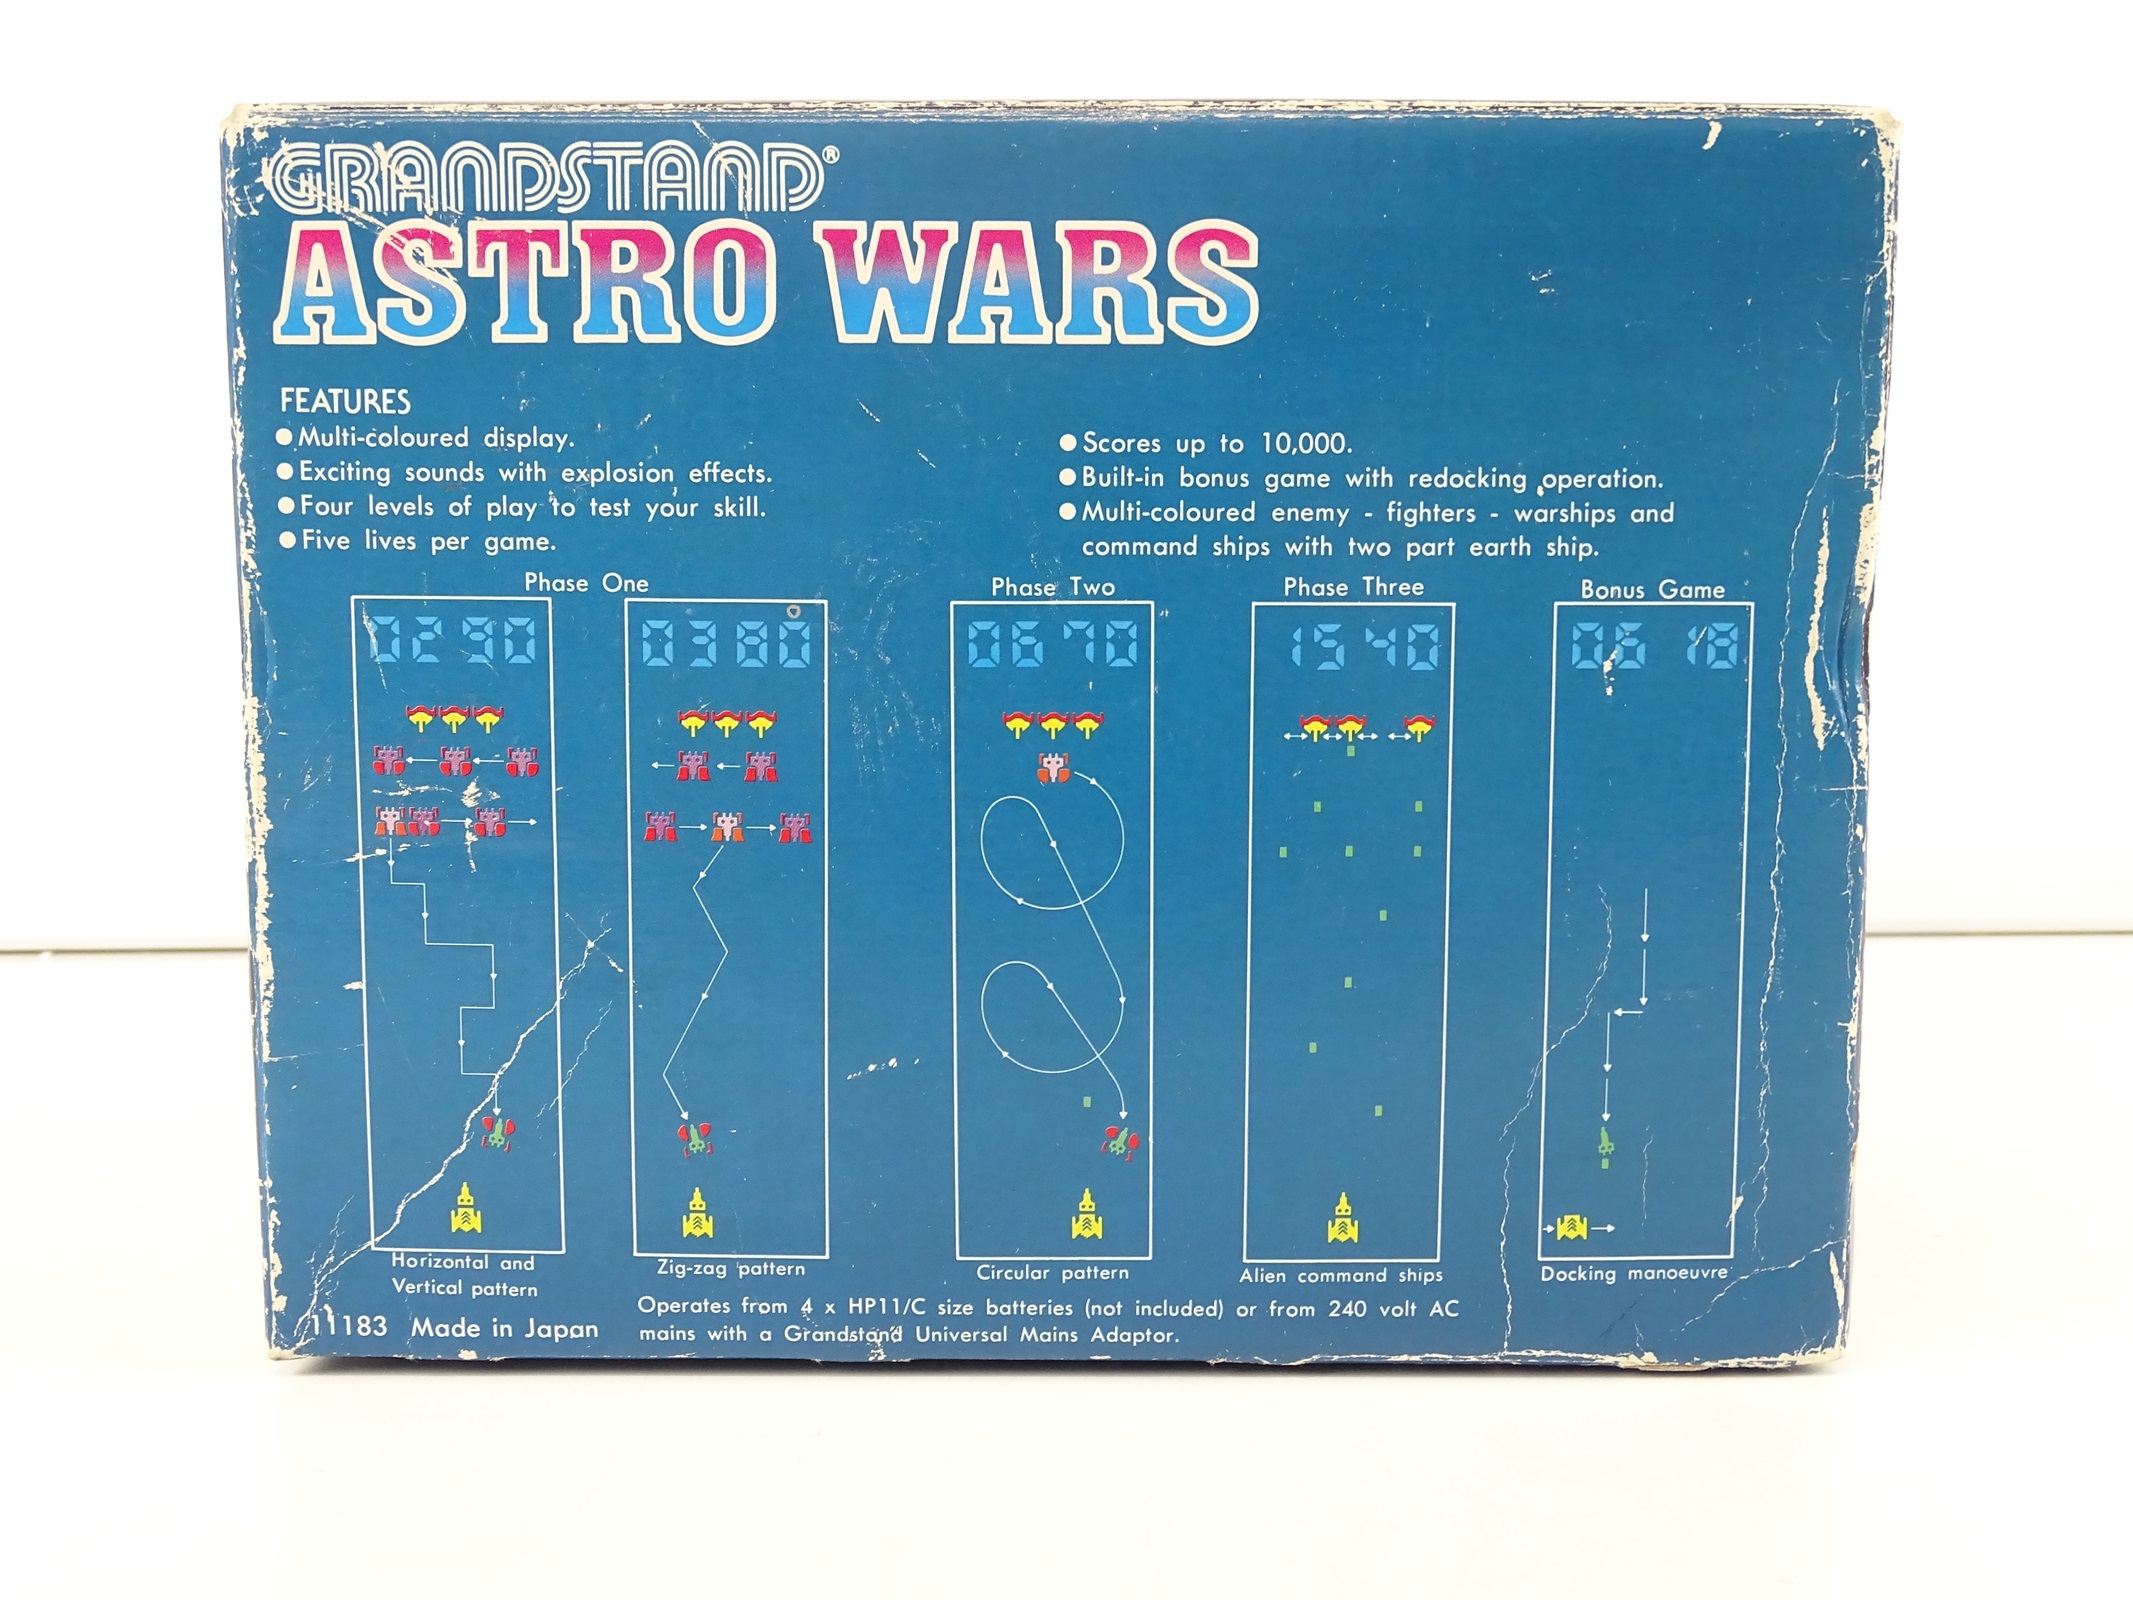 GRANDSTAND®
ASTRO WARS
FEATURES
● Multi-coloured display.
● Exciting sounds with explosion effects.
● Four levels of play to test your skill.
● Five lives per game.
● Scores up to 10,000.
● Built-in bonus game with redocking operation.
● Multi-coloured enemy - fighters - warships and
command ships with two part earth ship.
Phase One
Phase Two
Phase Three
Bonus Game
0290
0380
0670
1540
0618
Horizontal and
Vertical pattern
Zig-zag pattern
Circular pattern
Alien command ships
Docking manoeuvre
11183 Made in Japan
Operates from 4 x HP11/C size batteries (not included) or from 240 volt AC
mains with a Grandstand Universal Mains Adaptor.